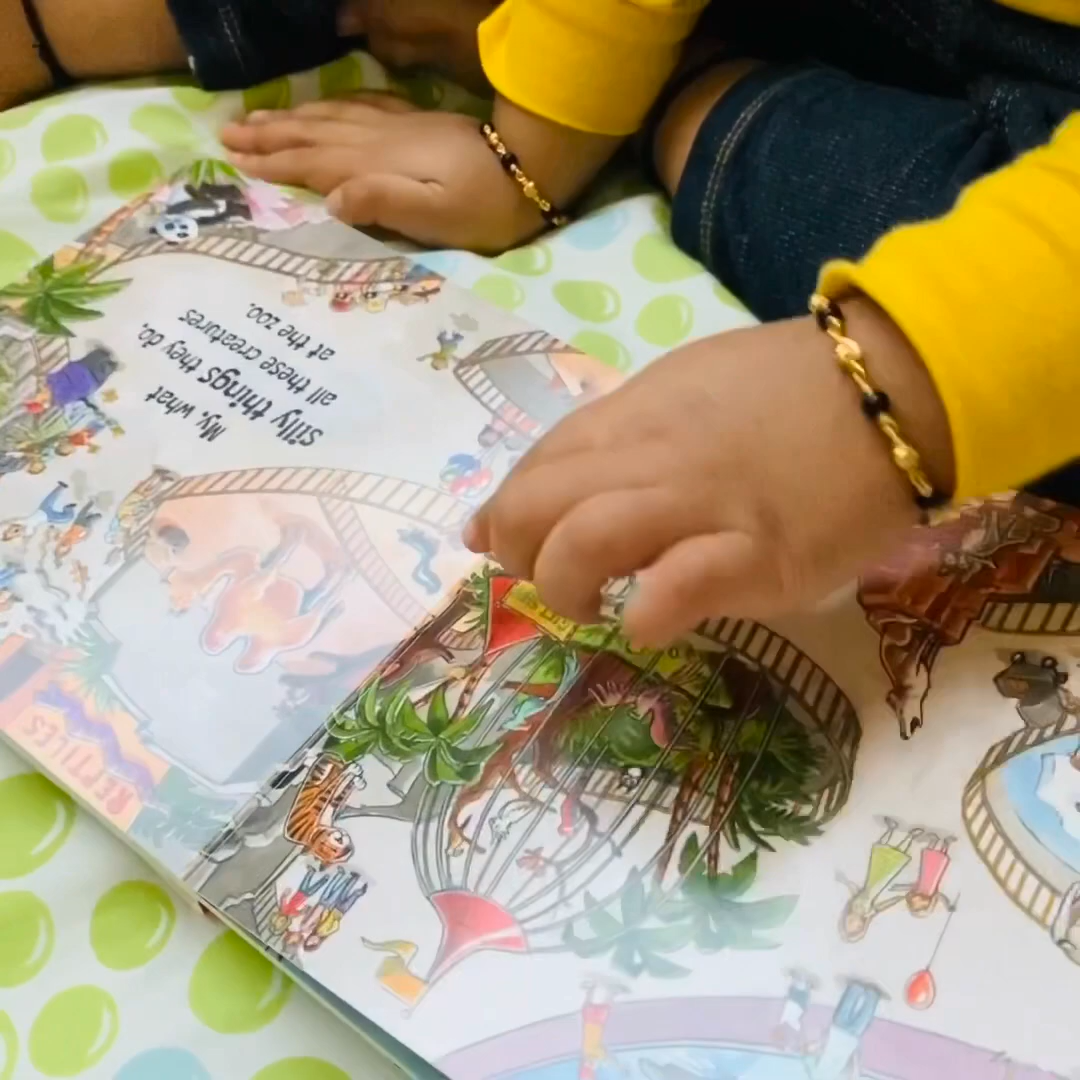 My, what
silly things they do,
all these creatures
at the zoo.
REPTILES